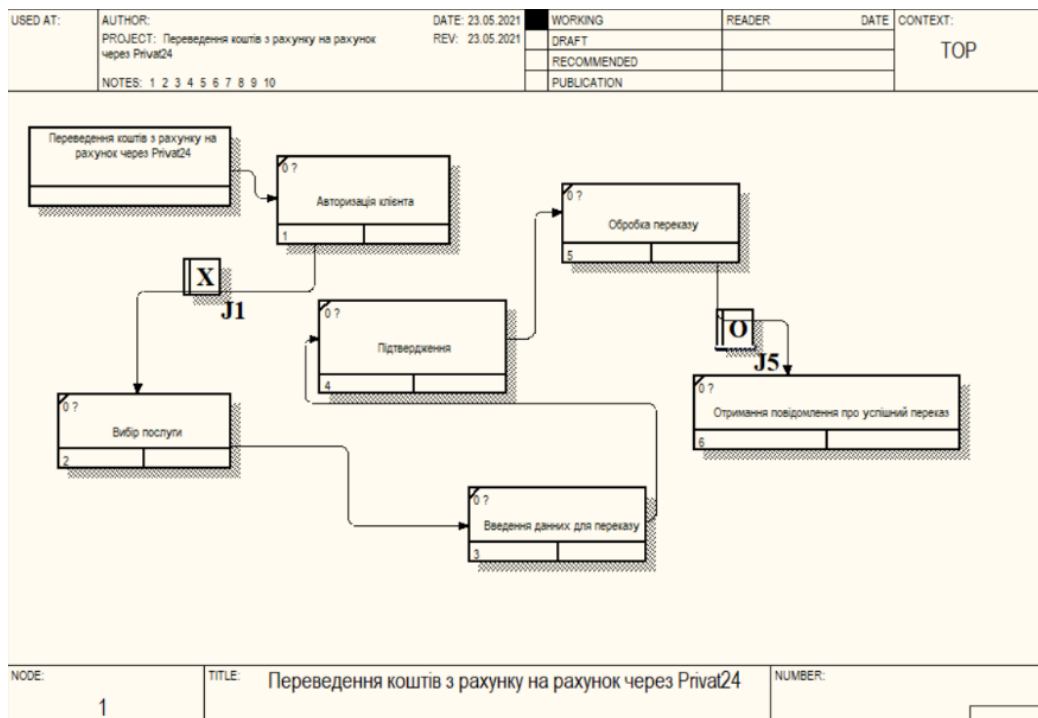 USED AT:
AUTHOR:
DATE: 23.05.2021
PROJECT: Переведення коштів з рахунку на рахунок
через Privat24
REV: 23.05.2021
NOTES: 1 2 3 4 5 6 7 8 9 10
WORKING
DRAFT
RECOMMENDED
PUBLICATION
READER
DATE
CONTEXT:
TOP
Переведення коштів з рахунку на
рахунок через Privat24
0 ?
Авторизація клієнта
1
0 ?
Обробка переказу
5
X
J1
0 ?
Підтвердження
4
O
J5
0 ?
Отримання повідомлення про успішний переказ
6
0 ?
Вибір послуги
2
0 ?
Введення данних для переказу
3
NODE:
1
TITLE:
Переведення коштів з рахунку на рахунок через Privat24
NUMBER: